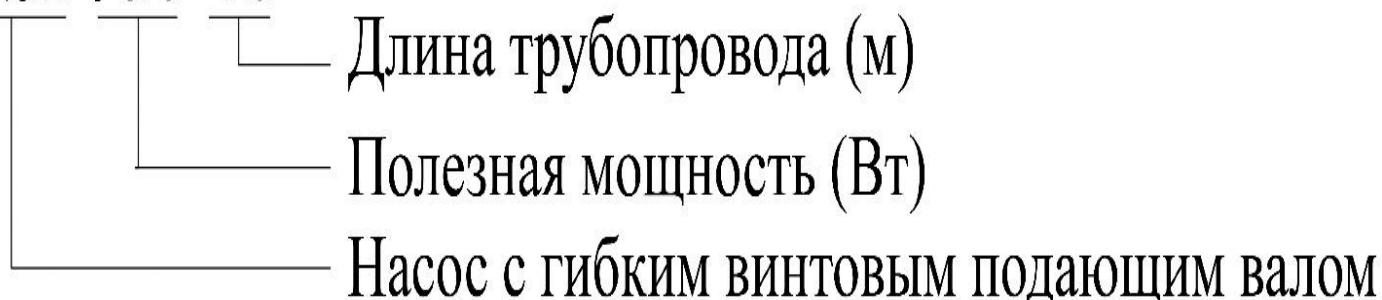 Длина трубопровода (м)
Полезная мощность (Вт)
Насос с гибким винтовым подающим валом